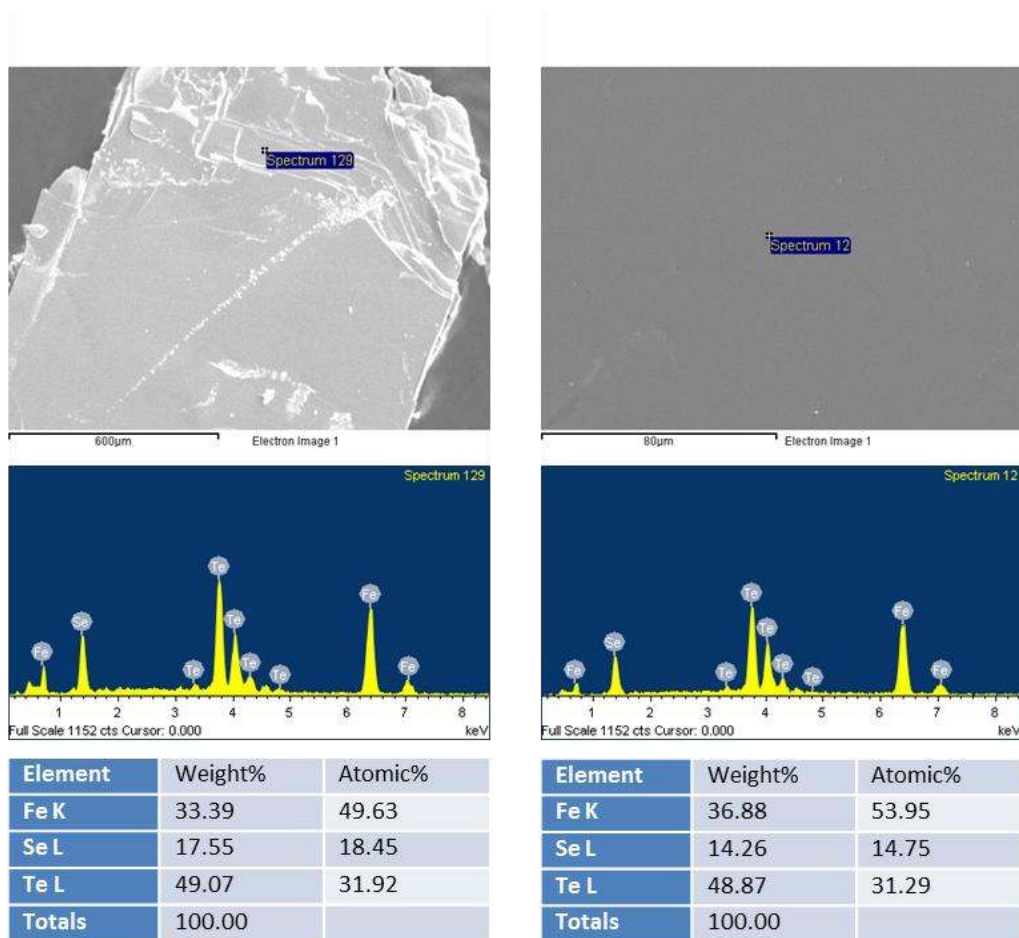 Spectrum 129
600µm Electron Image 1
Spectrum 129
Te
Fe
Se
Te
Fe
Te
Te
Te
Fe
1 2 3 4 5 6 7 8
Full Scale 1152 cts Cursor: 0.000 keV
Element Weight% Atomic%
Fe K 33.39 49.63
Se L 17.55 18.45
Te L 49.07 31.92
Totals 100.00
Spectrum 12
80µm Electron Image 1
Spectrum 12
Te
Fe
Se
Te
Fe
Te
Te
Te
Fe
1 2 3 4 5 6 7 8
Full Scale 1152 cts Cursor: 0.000 keV
Element Weight% Atomic%
Fe K 36.88 53.95
Se L 14.26 14.75
Te L 48.87 31.29
Totals 100.00